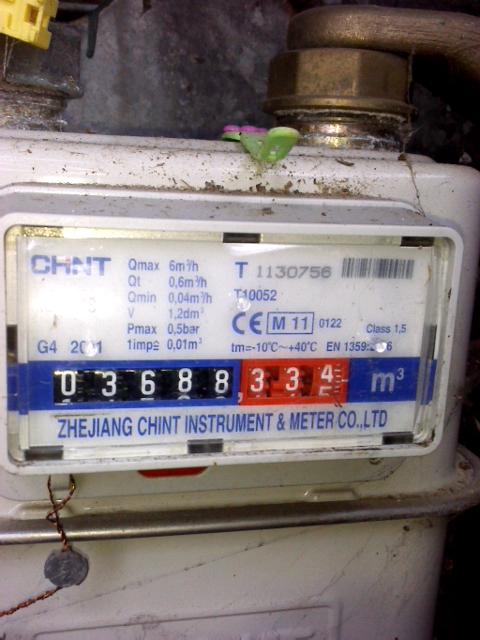 CHNT
Qmax 6m³/h
Qt 0,6m³/h
Qmin 0,04m³/h
V 1,2dm³
Pmax 0,5bar
1imp≙ 0,01m³
T 1130756
T10052
CE M 11 0122
Class 1,5
tm=-10°C~+40°C EN 1359:
G4
03688,334 m³
ZHEJIANG CHINT INSTRUMENT & METER CO.,LTD